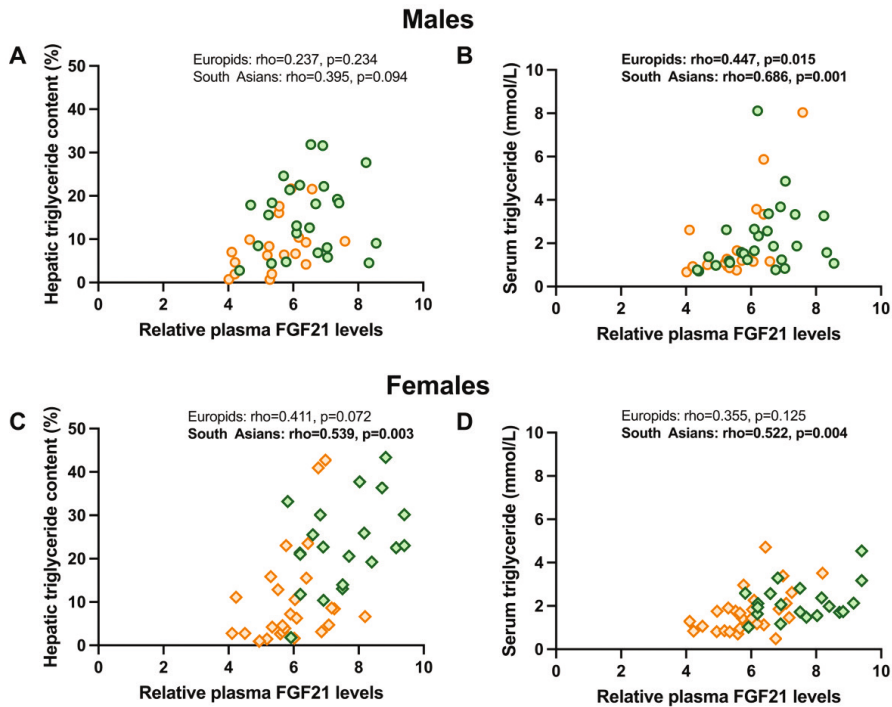 Males
A
Europids: rho=0.237, p=0.234
South Asians: rho=0.395, p=0.094
Hepatic triglyceride content (%)
50
40
30
20
10
0
0 2 4 6 8 10
Relative plasma FGF21 levels
B
Europids: rho=0.447, p=0.015
South Asians: rho=0.686, p=0.001
Serum triglyceride (mmol/L)
10
8
6
4
2
0
0 2 4 6 8 10
Relative plasma FGF21 levels
Females
C
Europids: rho=0.411, p=0.072
South Asians: rho=0.539, p=0.003
Hepatic triglyceride content (%)
50
40
30
20
10
0
0 2 4 6 8 10
Relative plasma FGF21 levels
D
Europids: rho=0.355, p=0.125
South Asians: rho=0.522, p=0.004
Serum triglyceride (mmol/L)
10
8
6
4
2
0
0 2 4 6 8 10
Relative plasma FGF21 levels